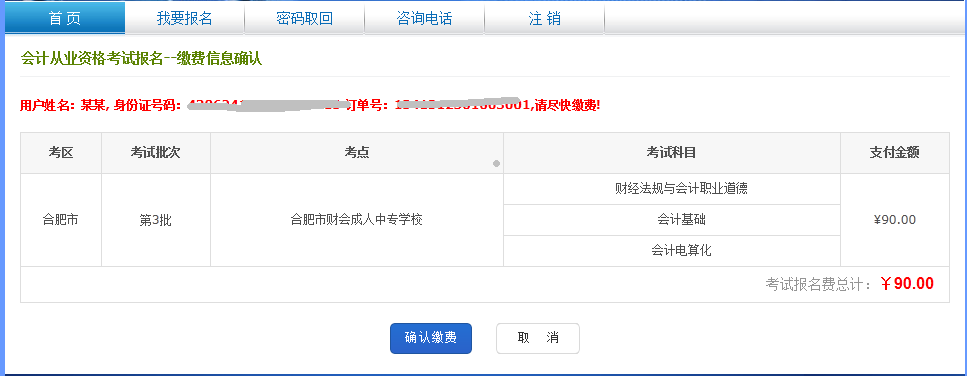 首 页 我要报名 密码取回 咨询电话 注 销
会计从业资格考试报名--缴费信息确认
用户姓名：某某, 身份证号码： 订单号： 001,请尽快缴费!
考区 考试批次 考点 考试科目 支付金额
财经法规与会计职业道德
合肥市 第3批 合肥市财会成人中专学校 会计基础 ¥90.00
会计电算化
考试报名费总计：￥90.00
确认缴费 取 消